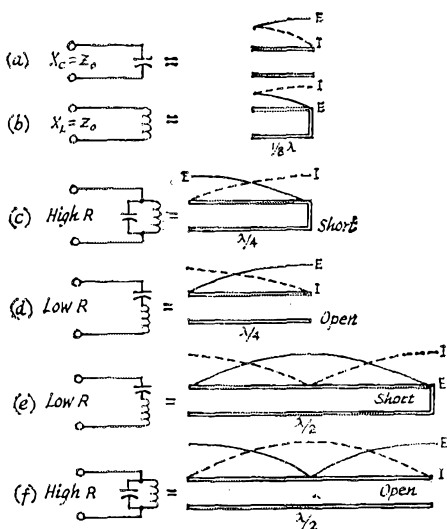 E
(a) X_C=Z_0 = I
I
(b) X_L=Z_0 = E
1/8 λ
E I
(c) High R =
λ/4 Short
E
(d) Low R = I
λ/4 Open
I
(e) Low R = E
Short
λ/2
E
I
(f) High R = Open
λ/2